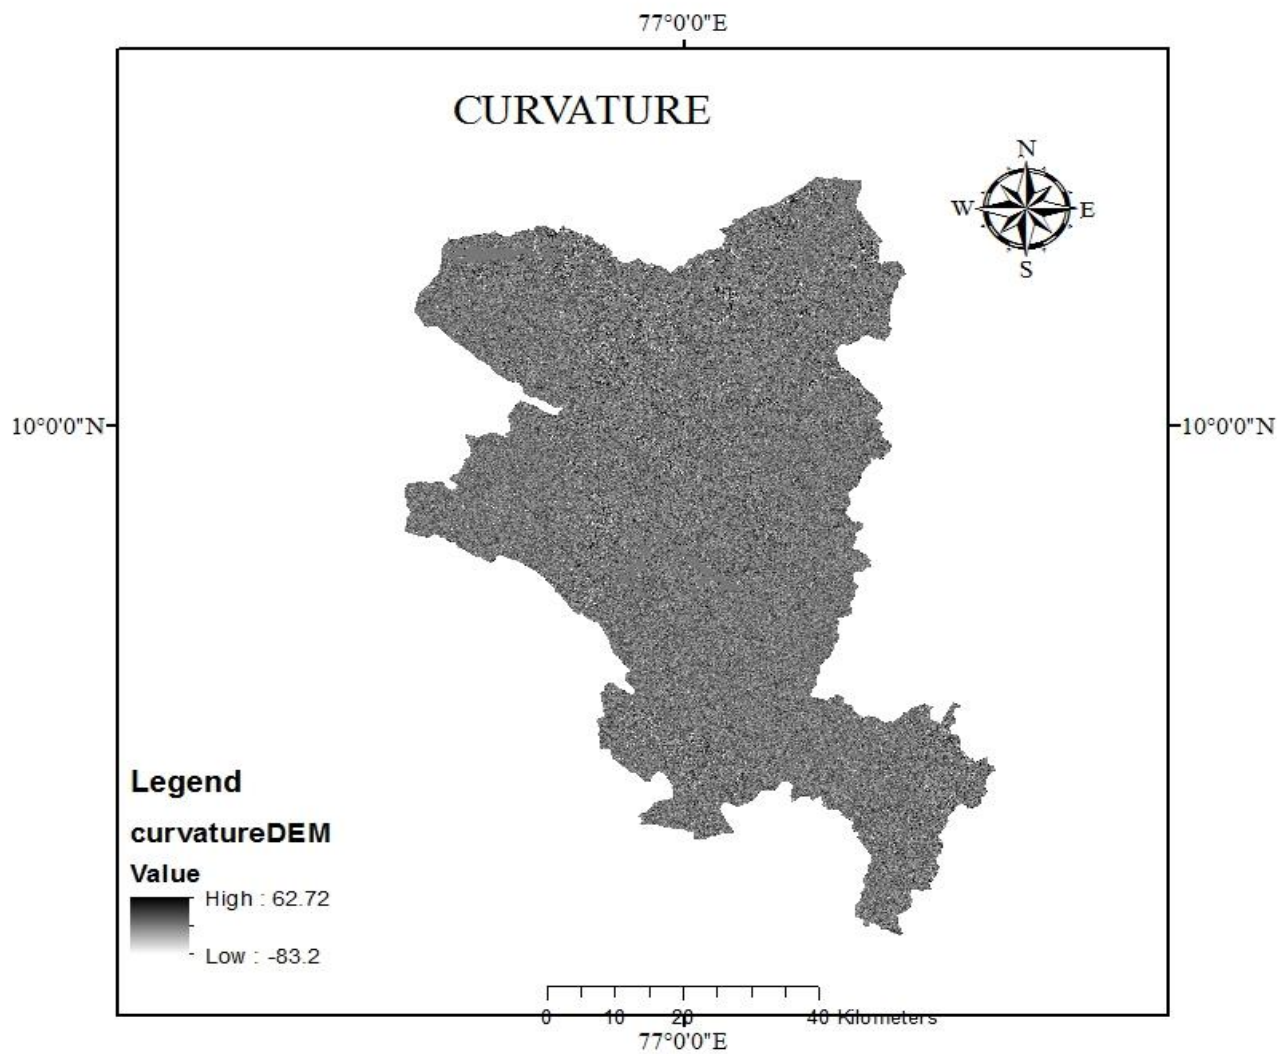 77°0'0"E
CURVATURE
N
W E
S
10°0'0"N 10°0'0"N
Legend
curvatureDEM
Value
High : 62.72
Low : -83.2
0 10 20 40 Kilometers
77°0'0"E